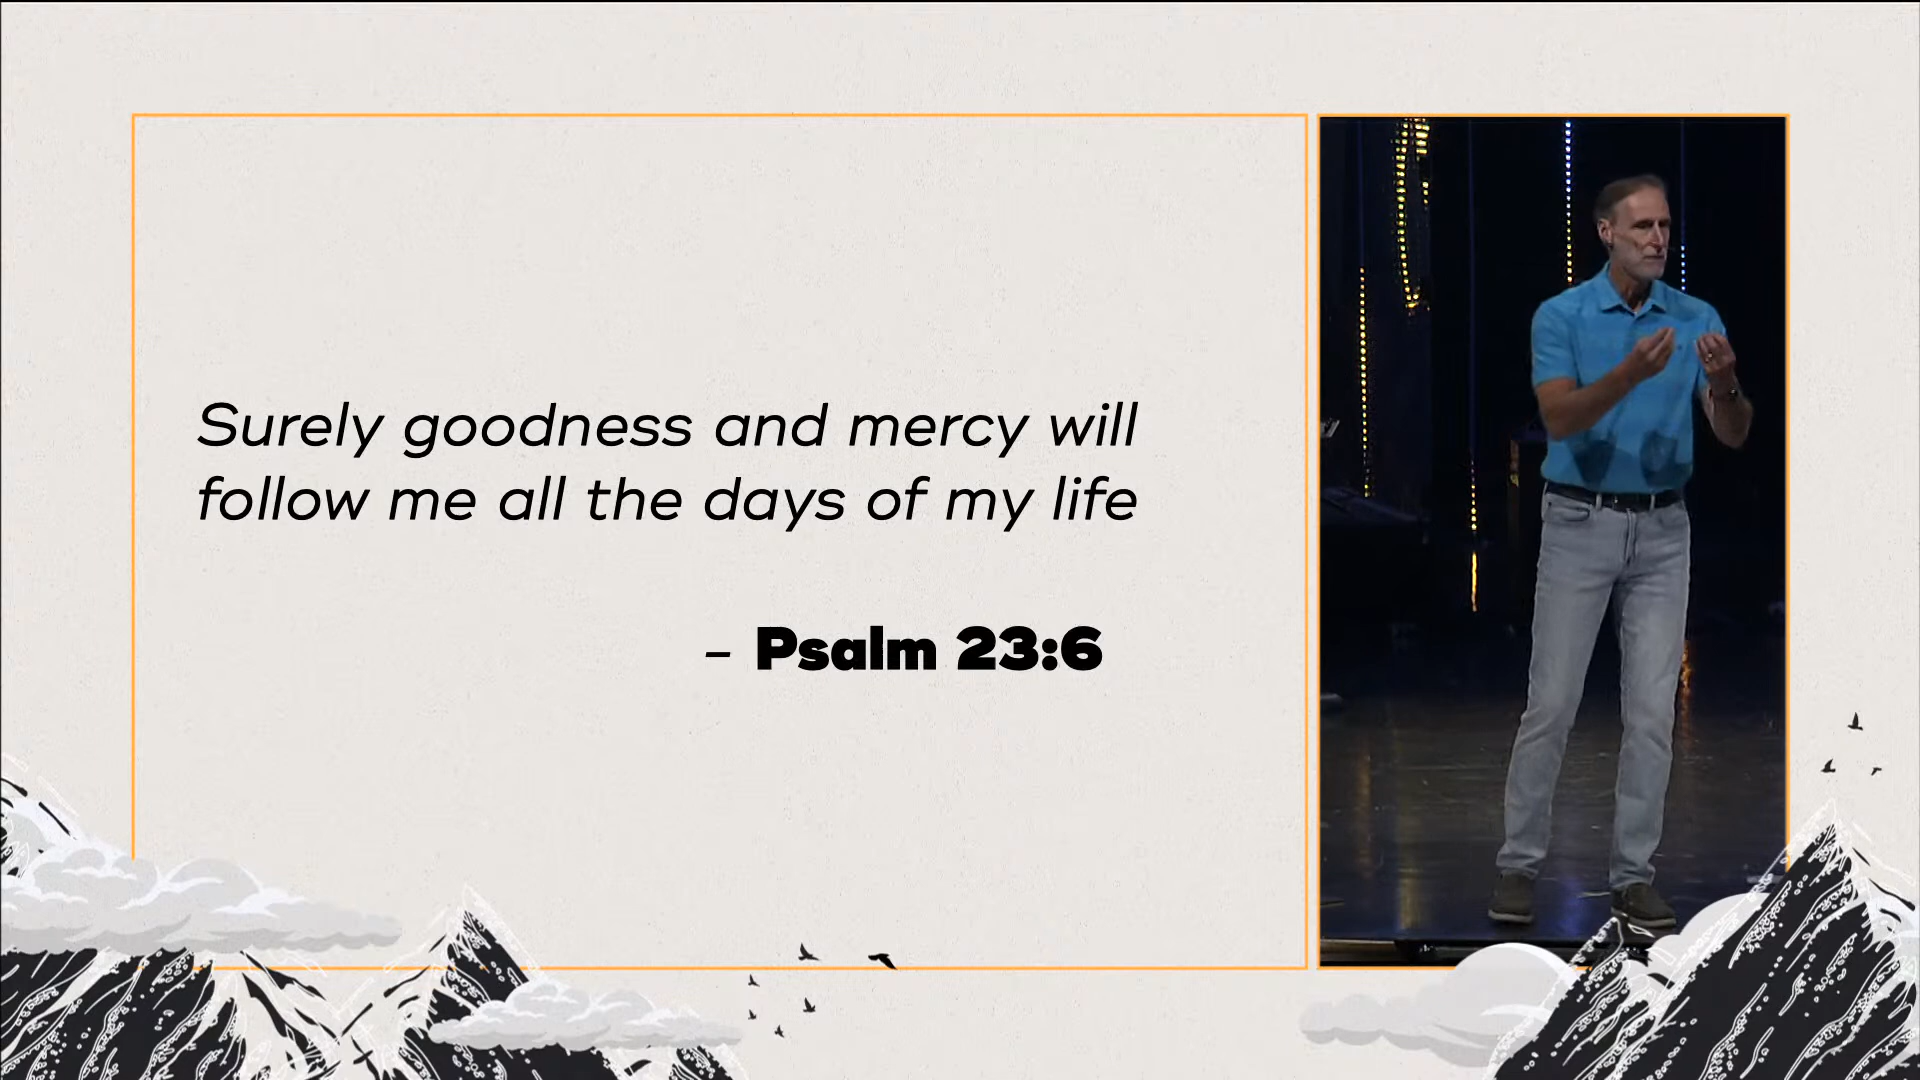 Surely goodness and mercy will
follow me all the days of my life
– Psalm 23:6